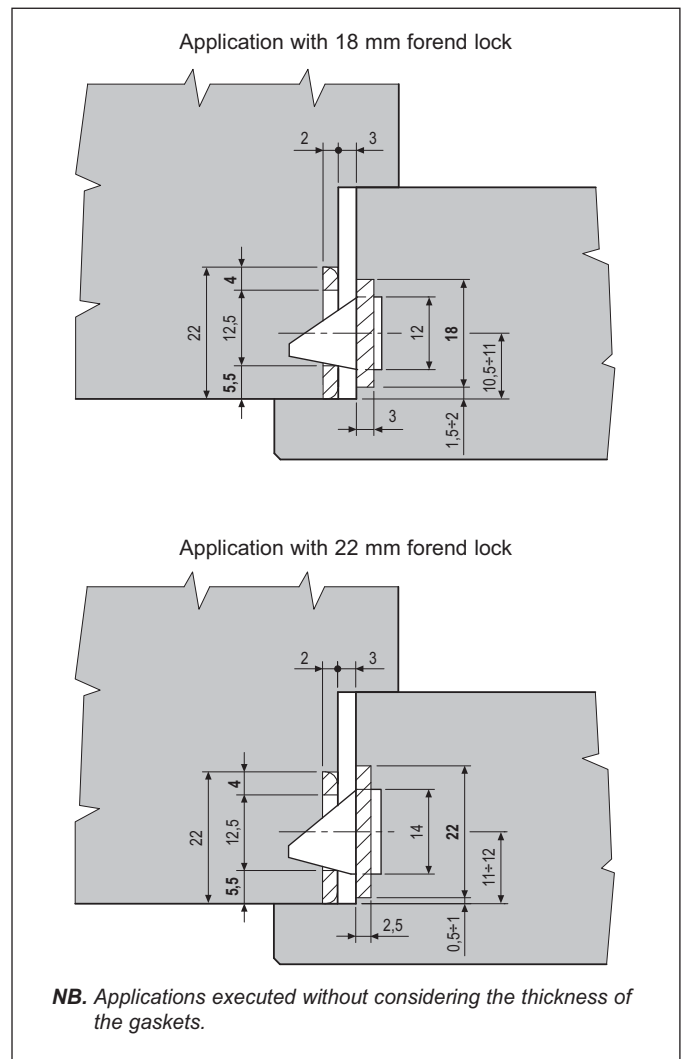 Application with 18 mm forend lock
2 3
4
22 12,5 12 18 10,5÷11
5,5
3 1,5÷2
Application with 22 mm forend lock
2 3
4
22 12,5 14 22 11÷12
5,5
2,5 0,5÷1
NB. Applications executed without considering the thickness of
the gaskets.